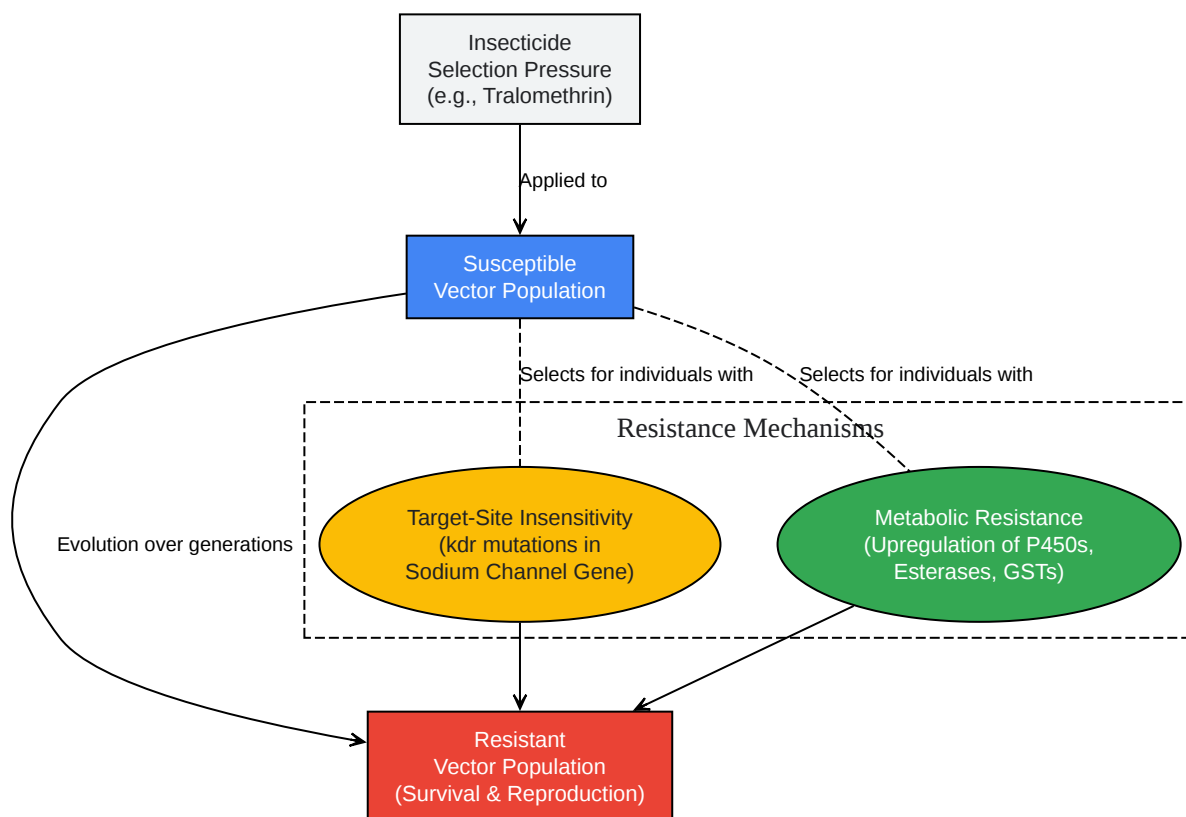 Insecticide
Selection Pressure
(e.g., Tralomethrin)
Applied to
Susceptible
Vector Population
Selects for individuals with
Selects for individuals with
Resistance Mechanisms
Target-Site Insensitivity
(kdr mutations in
Sodium Channel Gene)
Metabolic Resistance
(Upregulation of P450s,
Esterases, GSTs)
Evolution over generations
Resistant
Vector Population
(Survival & Reproduction)